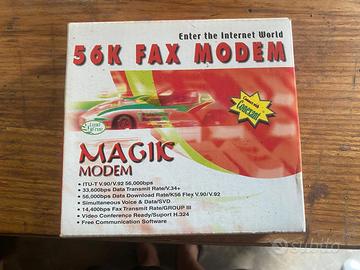 Enter the Internet World
56K FAX MODEM
Conexant
MAGIC
MODEM
• ITU-T V.90/V.92 56,000bps
• 33,600bps Data Transmit Rate/V.34+
• 56,000bps Data Download Rate/K56 Flex V.90/V.92
• Simultaneous Voice & Data/SVD
• 14,400bps Fax Transmit Rate/GROUP III
• Video Conference Ready/Suport H.324
• Free Communication Software
subito